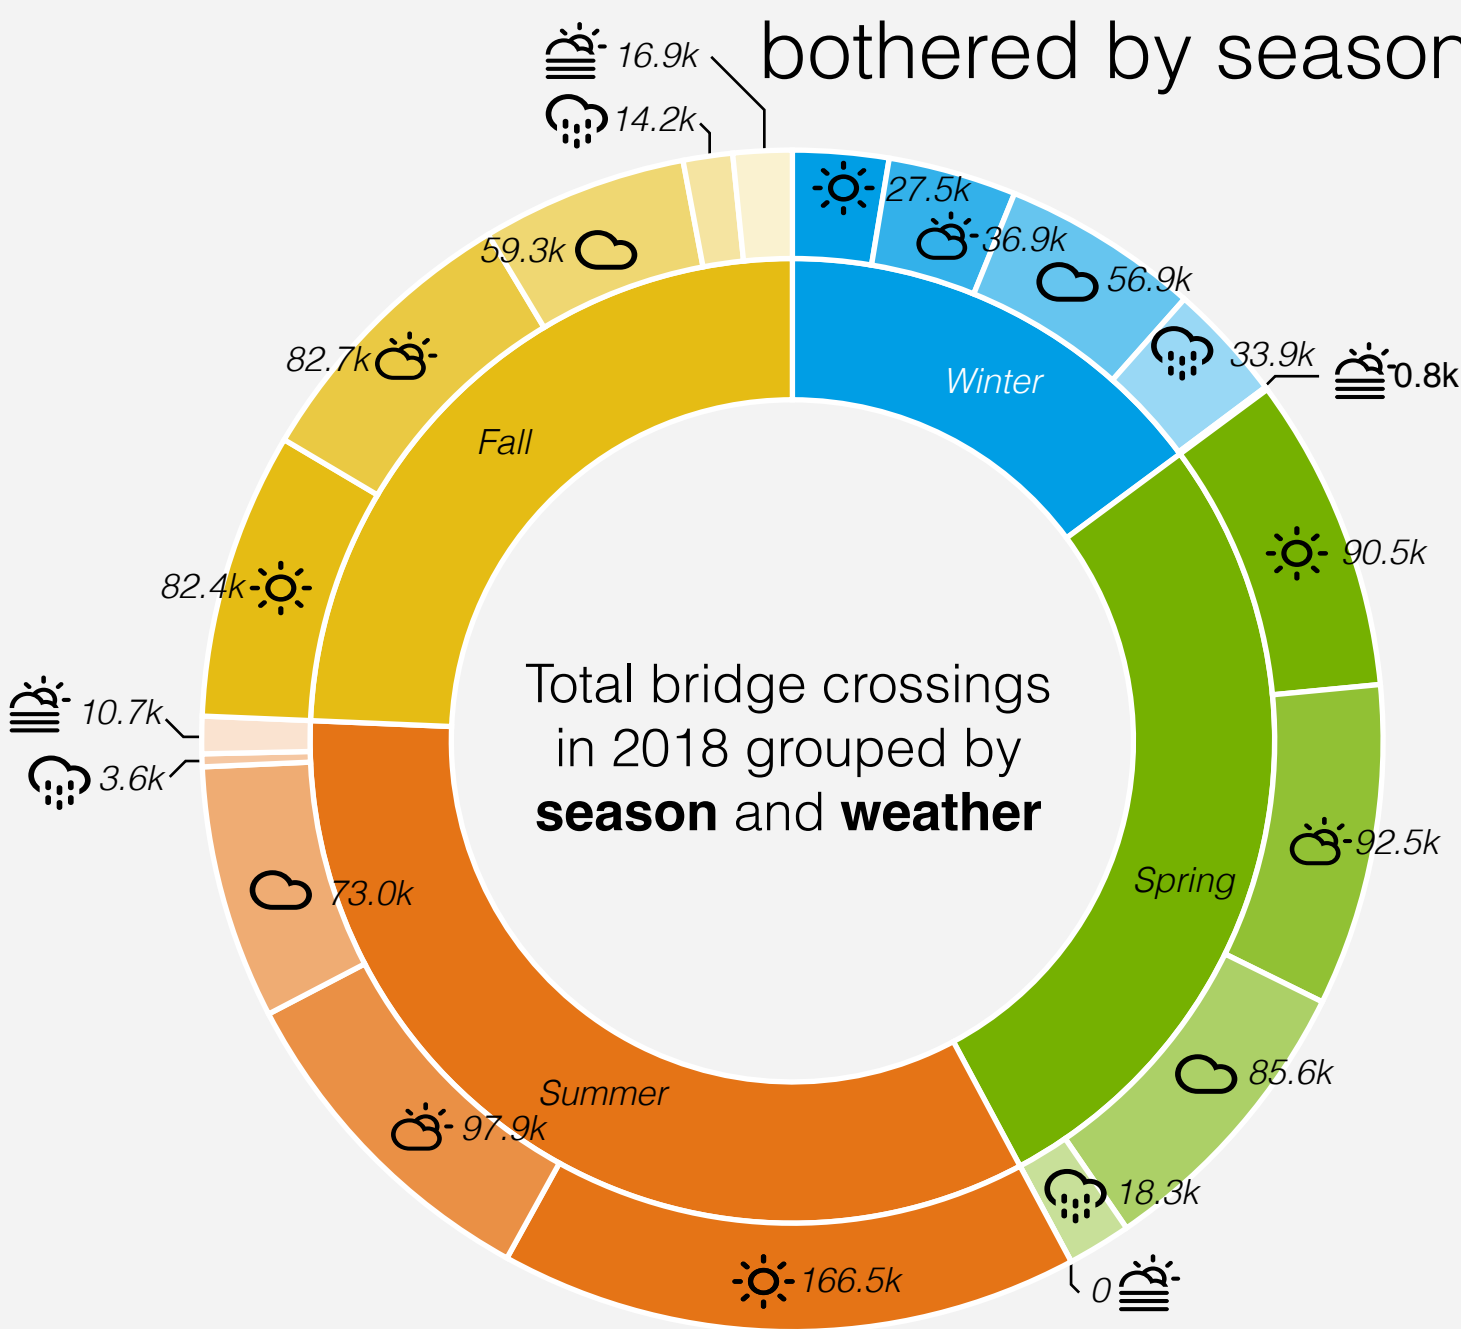 bothered by season
16.9k
14.2k
27.5k
36.9k
56.9k
33.9k
0.8k
59.3k
82.7k
82.4k
Winter
Fall
90.5k
Total bridge crossings
in 2018 grouped by
season and weather
10.7k
3.6k
92.5k
Spring
73.0k
85.6k
Summer
97.9k
18.3k
166.5k
0